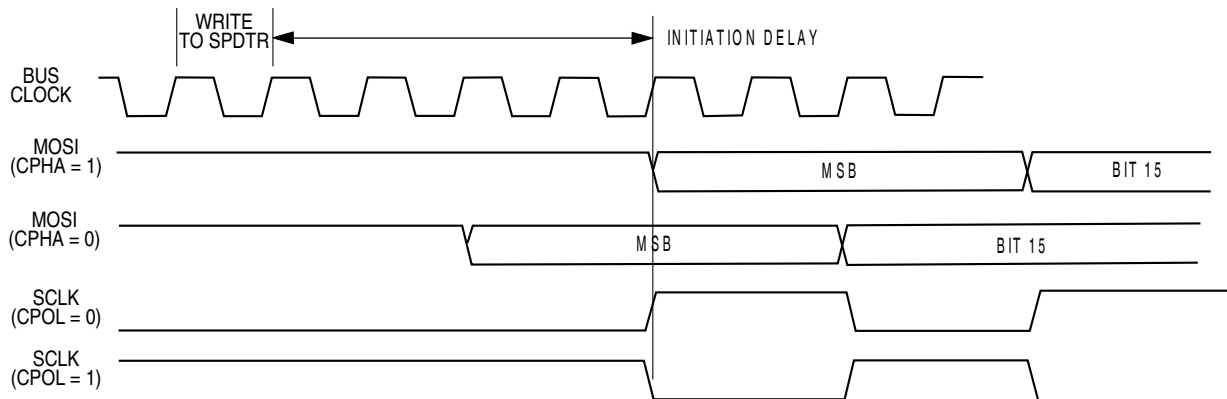 WRITE
TO SPDTR
INITIATION DELAY
BUS
CLOCK
MOSI
(CPHA = 1)
MSB
BIT 15
MOSI
(CPHA = 0)
MSB
BIT 15
SCLK
(CPOL = 0)
SCLK
(CPOL = 1)